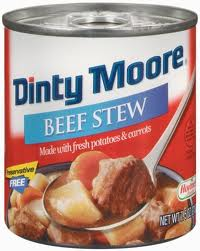 Dinty Moore
BEEF STEW
Made with fresh potatoes & carrots
Preservative
FREE
Hormel
NET WT.